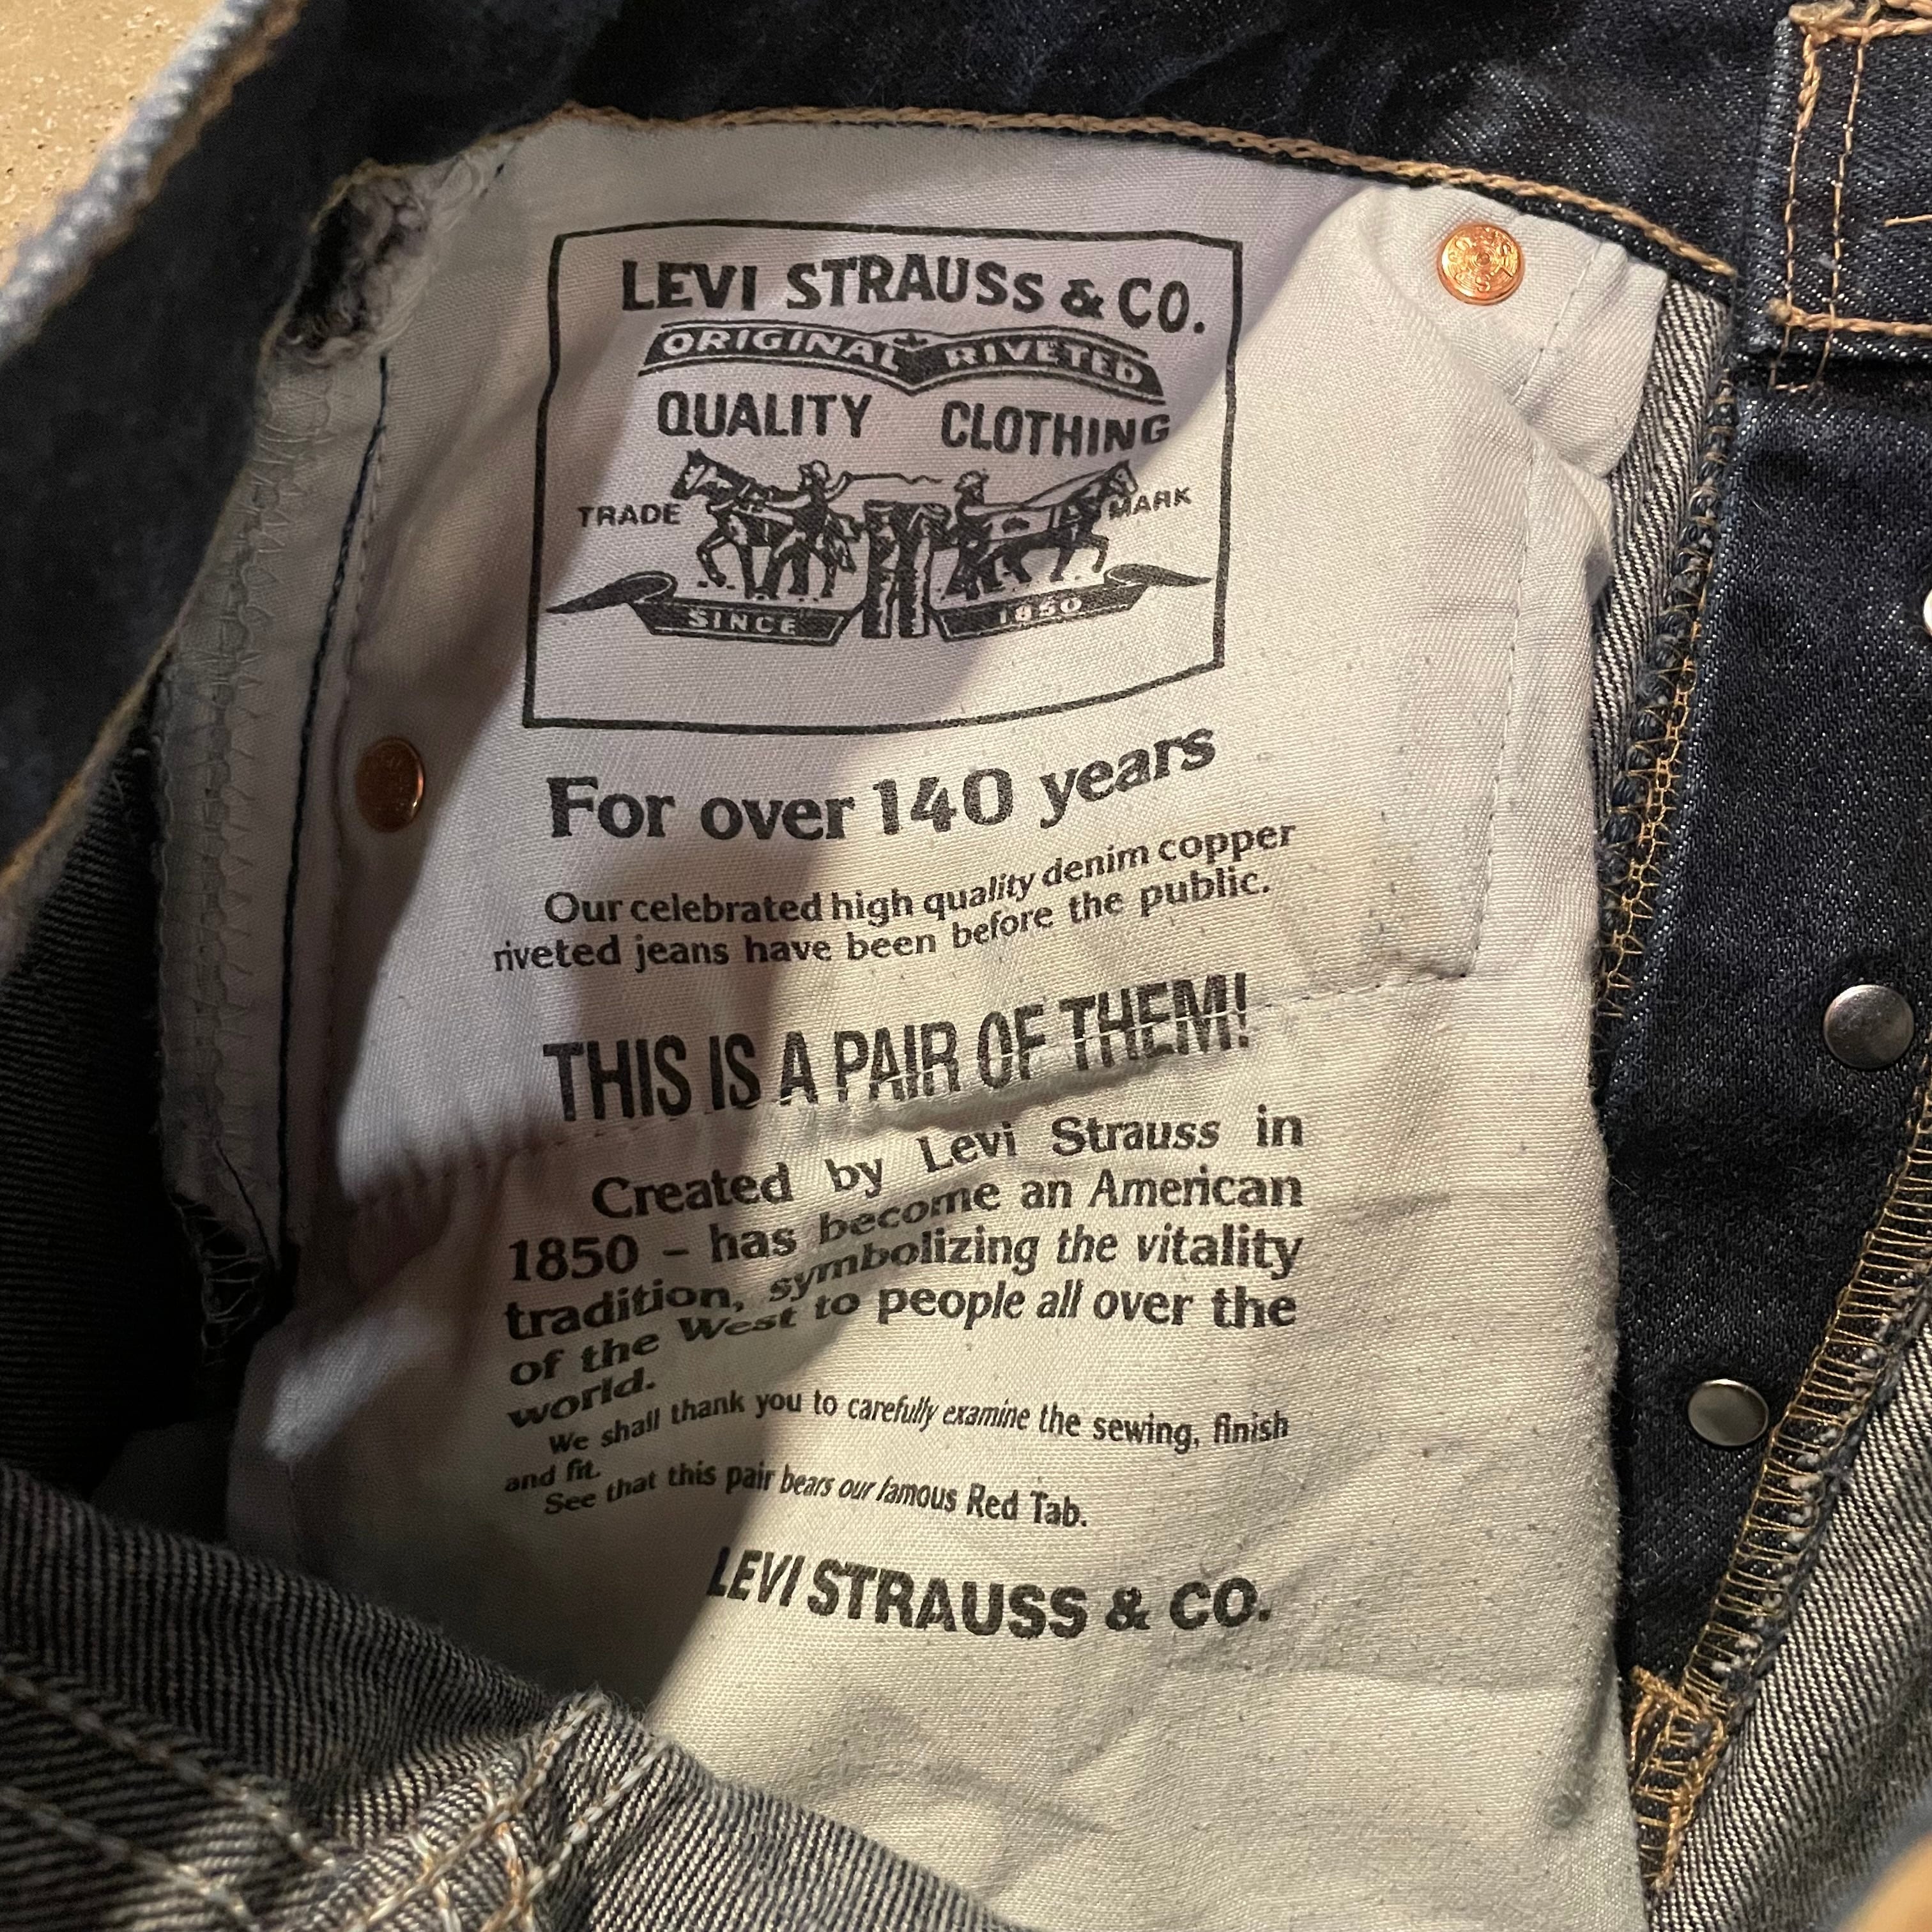 LEVI STRAUSS & CO.
ORIGINAL RIVETED
QUALITY CLOTHING
TRADE MARK
SINCE 1850
For over 140 years
Our celebrated high quality denim copper
riveted jeans have been before the public.
THIS IS A PAIR OF THEM!
Created by Levi Strauss in
1850 – has become an American
tradition, symbolizing the vitality
of the West to people all over the
world.
We shall thank you to carefully examine the sewing, finish
and fit.
See that this pair bears our famous Red Tab.
LEVI STRAUSS & CO.